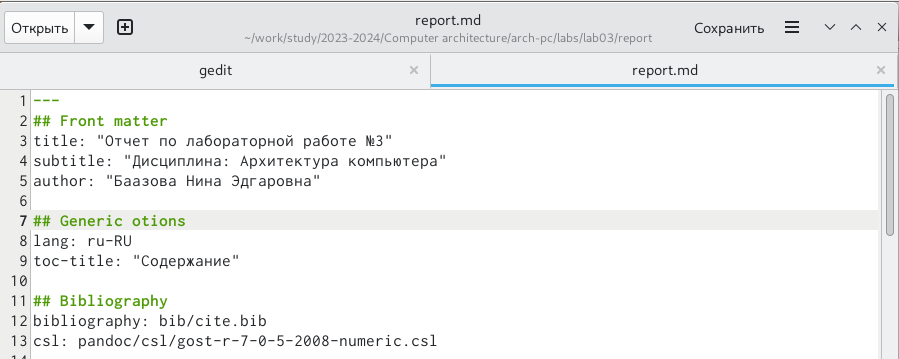 Открыть
report.md
~/work/study/2023-2024/Computer architecture/arch-pc/labs/lab03/report
Сохранить
gedit
report.md
1 ---
2 ## Front matter
3 title: "Отчет по лабораторной работе №3"
4 subtitle: "Дисциплина: Архитектура компьютера"
5 author: "Баазова Нина Эдгаровна"
6
7 ## Generic otions
8 lang: ru-RU
9 toc-title: "Содержание"
10
11 ## Bibliography
12 bibliography: bib/cite.bib
13 csl: pandoc/csl/gost-r-7-0-5-2008-numeric.csl